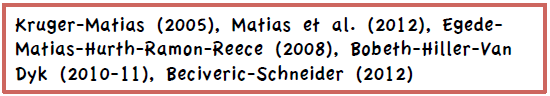 Kruger-Matias (2005), Matias et al. (2012), Egede-
Matias-Hurth-Ramon-Reece (2008), Bobeth-Hiller-Van
Dyk (2010-11), Beciveric-Schneider (2012)